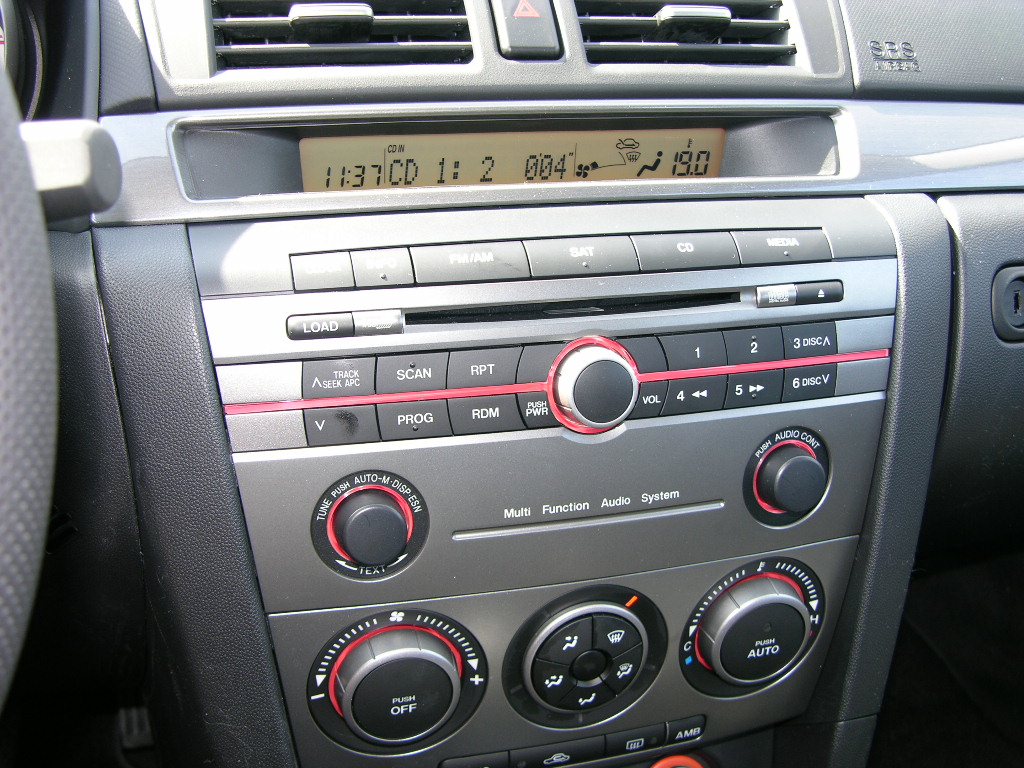 SRS
AIRBAG
CD IN
11:37 CD 1: 2 004" 19.0
FM/AM SAT CD MEDIA
LOAD
TRACK SEEK APC SCAN RPT 1 2 3 DISC
PROG RDM PUSH PWR VOL 4 5 6 DISC
TUNE PUSH AUTO-M·DISP ESN
TEXT
Multi Function Audio System
PUSH AUDIO CONT
PUSH OFF
C H
PUSH AUTO
AMB